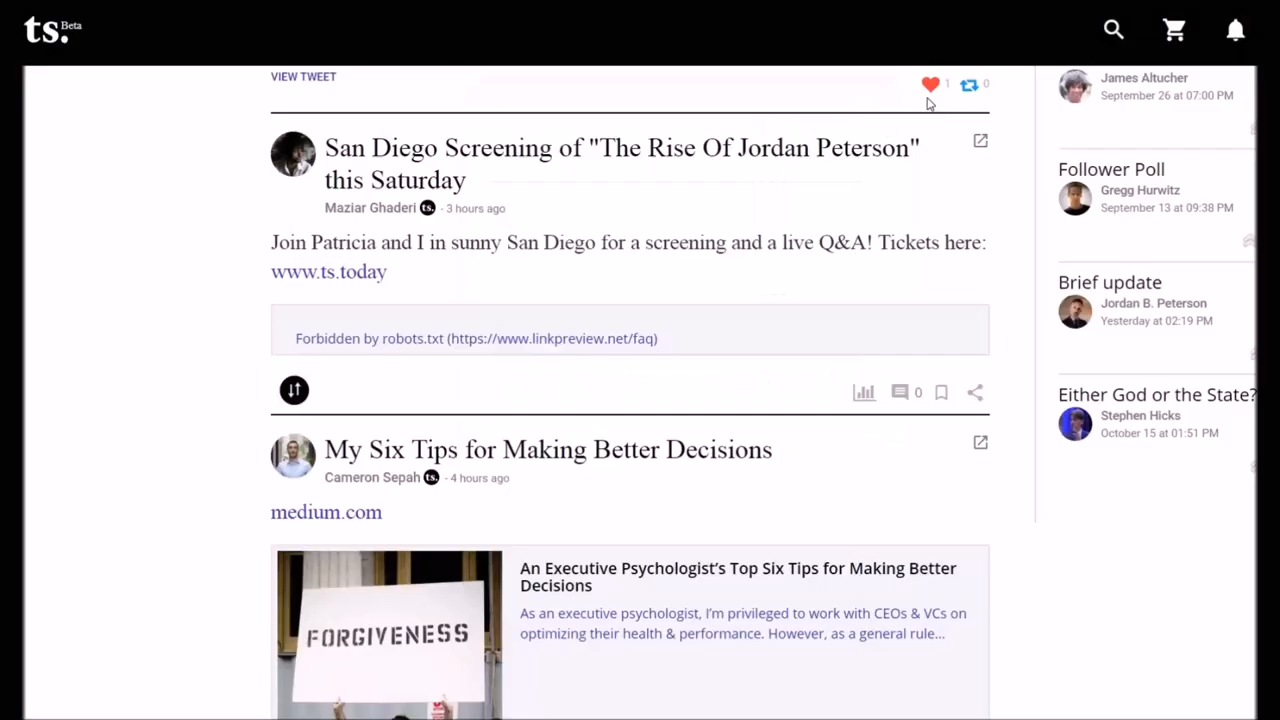 ts. Beta
VIEW TWEET
1
0
San Diego Screening of "The Rise Of Jordan Peterson"
this Saturday
Maziar Ghaderi ts. - 3 hours ago
Join Patricia and I in sunny San Diego for a screening and a live Q&A! Tickets here:
www.ts.today
Forbidden by robots.txt (https://www.linkpreview.net/faq)
0
My Six Tips for Making Better Decisions
Cameron Sepah ts. - 4 hours ago
medium.com
FORGIVENESS
An Executive Psychologist’s Top Six Tips for Making Better
Decisions
As an executive psychologist, I’m privileged to work with CEOs & VCs on
optimizing their health & performance. However, as a general rule...
James Altucher
September 26 at 07:00 PM
Follower Poll
Gregg Hurwitz
September 13 at 09:38 PM
Brief update
Jordan B. Peterson
Yesterday at 02:19 PM
Either God or the State?
Stephen Hicks
October 15 at 01:51 PM